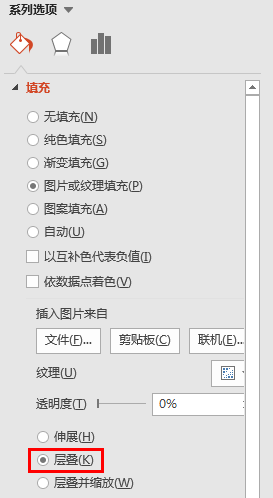 系列选项
填充
无填充(N)
纯色填充(S)
渐变填充(G)
图片或纹理填充(P)
图案填充(A)
自动(U)
以互补色代表负值(I)
依数据点着色(V)
插入图片来自
文件(F)... 剪贴板(C) 联机(E)...
纹理(U)
透明度(T) 0%
伸展(H)
层叠(K)
层叠并缩放(W)